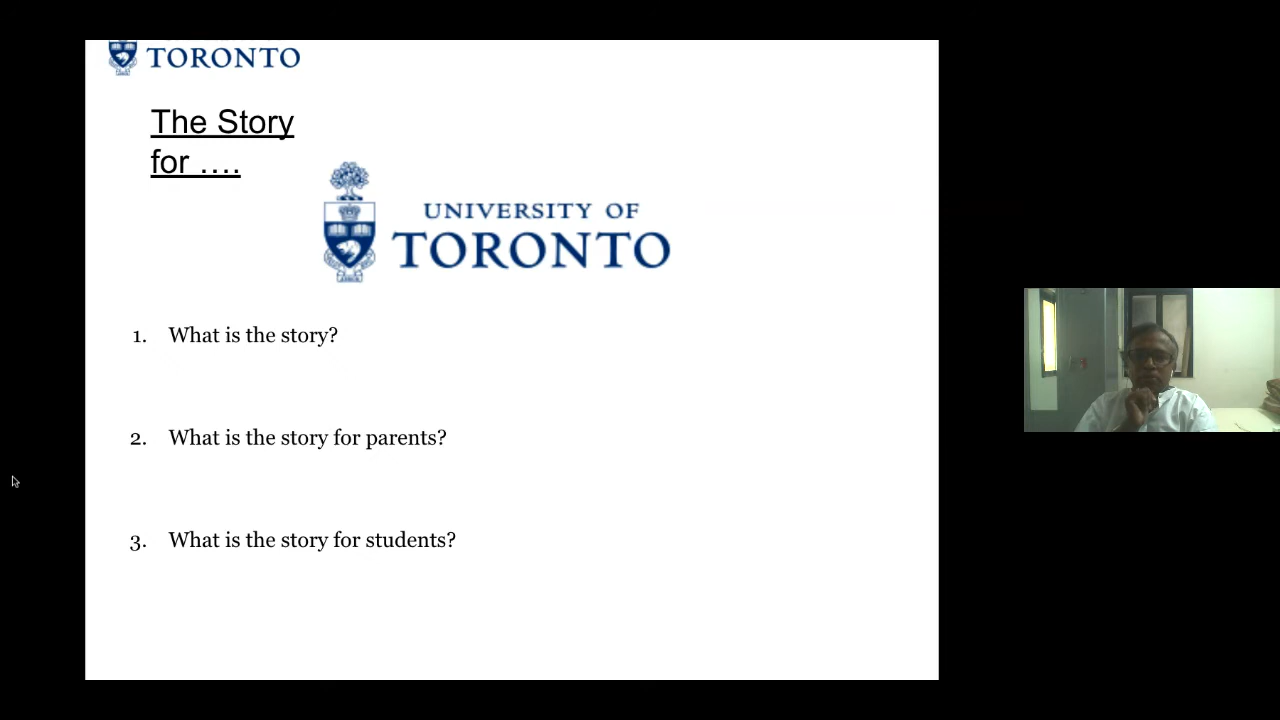 TORONTO
The Story
for ....
UNIVERSITY OF
TORONTO
1. What is the story?
2. What is the story for parents?
3. What is the story for students?